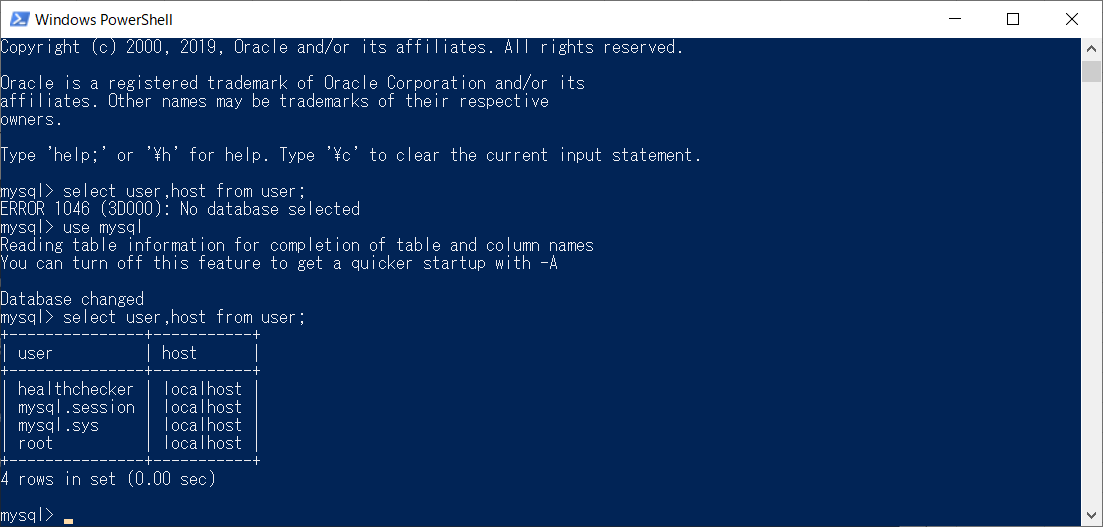 Windows PowerShell
Copyright (c) 2000, 2019, Oracle and/or its affiliates. All rights reserved.
Oracle is a registered trademark of Oracle Corporation and/or its
affiliates. Other names may be trademarks of their respective
owners.
Type 'help;' or '¥h' for help. Type '¥c' to clear the current input statement.
mysql> select user,host from user;
ERROR 1046 (3D000): No database selected
mysql> use mysql
Reading table information for completion of table and column names
You can turn off this feature to get a quicker startup with -A
Database changed
mysql> select user,host from user;
+---------------+-----------+
| user          | host      |
+---------------+-----------+
| healthchecker | localhost |
| mysql.session | localhost |
| mysql.sys     | localhost |
| root          | localhost |
+---------------+-----------+
4 rows in set (0.00 sec)
mysql>